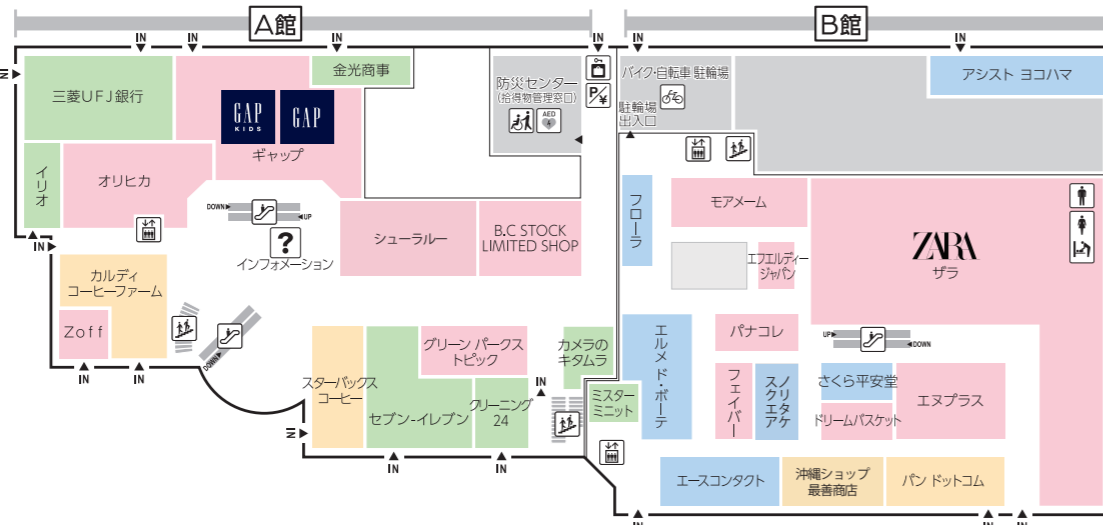 A館
B館
IN
IN
IN
IN
IN
IN
IN
三菱UFJ銀行
GAP
KIDS
GAP
ギャップ
金光商事
防災センター
(拾得物管理窓口)
AED
P/¥
バイク・自転車 駐輪場
駐輪場
出入口
アシスト ヨコハマ
イリオ
オリヒカ
DOWN
UP
?
インフォメーション
シューラルー
B.C STOCK
LIMITED SHOP
フローラ
モアメーム
エフエルディー
ジャパン
ZARA
ザラ
IN
カルディ
コーヒーファーム
Zoff
IN
IN
DOWN
スターバックス
コーヒー
IN
セブン-イレブン
グリーン パークス
トピック
クリーニング
24
IN
カメラの
キタムラ
ミスター
ミニット
IN
IN
エルメ ド・ボーテ
パナコレ
フェイバー
ノリタケ
スクエア
UP
DOWN
さくら平安堂
ドリームバスケット
エヌプラス
エースコンタクト
沖縄ショップ
最善商店
パン ドットコム
IN
IN
IN